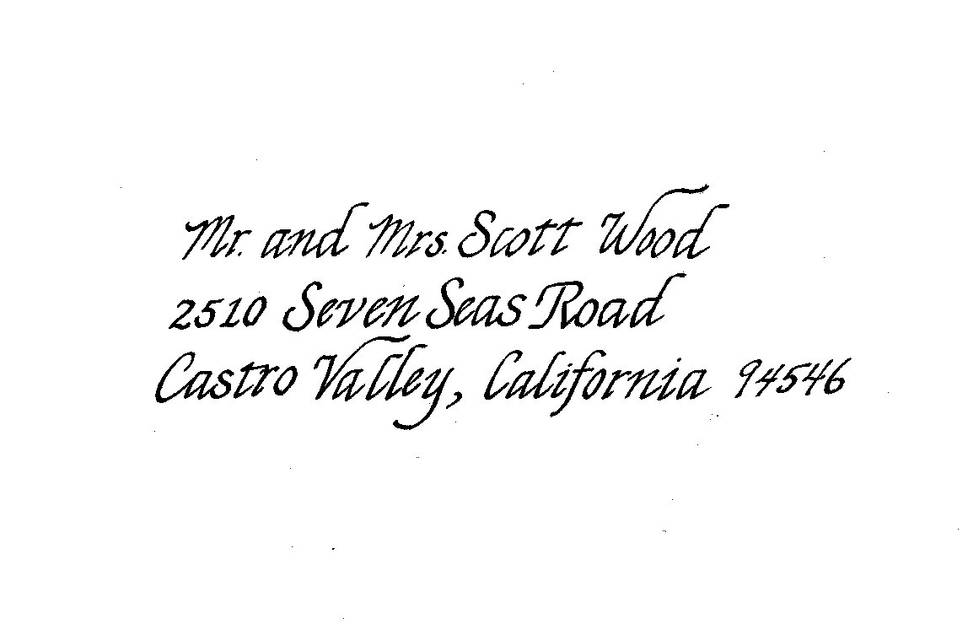 Mr. and Mrs. Scott Wood
2510 Seven Seas Road
Castro Valley, California 94546